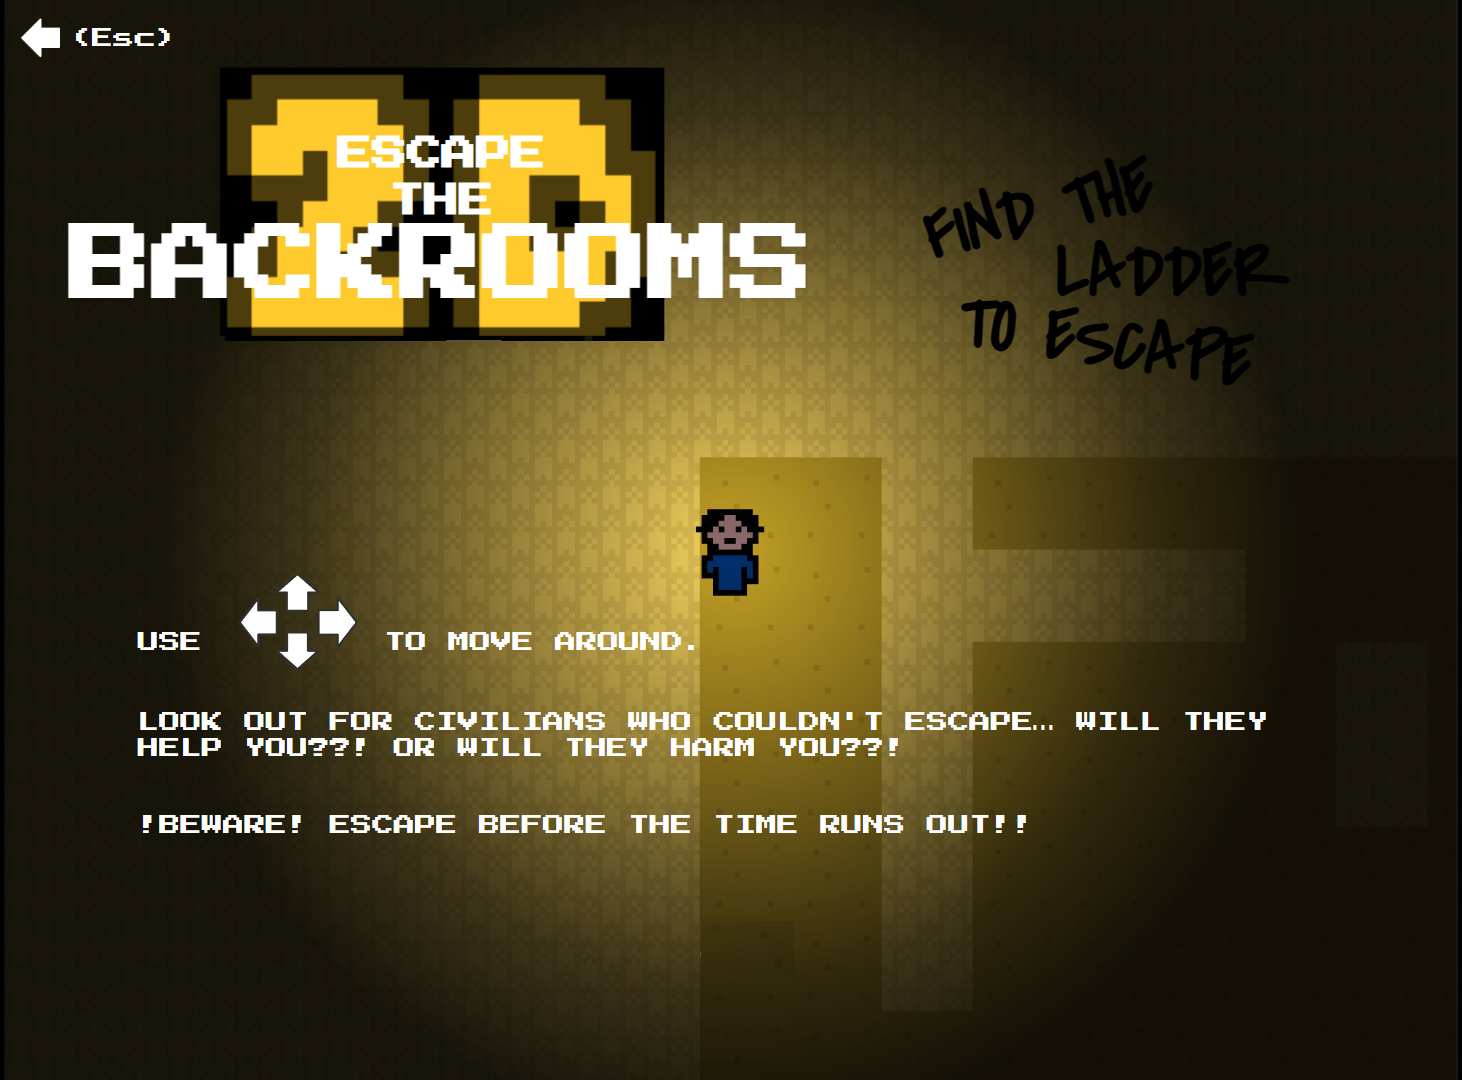 (Esc)
2D
ESCAPE
THE
BACKROOMS
FIND THE
LADDER
TO ESCAPE
USE TO MOVE AROUND.
LOOK OUT FOR CIVILIANS WHO COULDN'T ESCAPE... WILL THEY
HELP YOU??! OR WILL THEY HARM YOU??!
!BEWARE! ESCAPE BEFORE THE TIME RUNS OUT!!